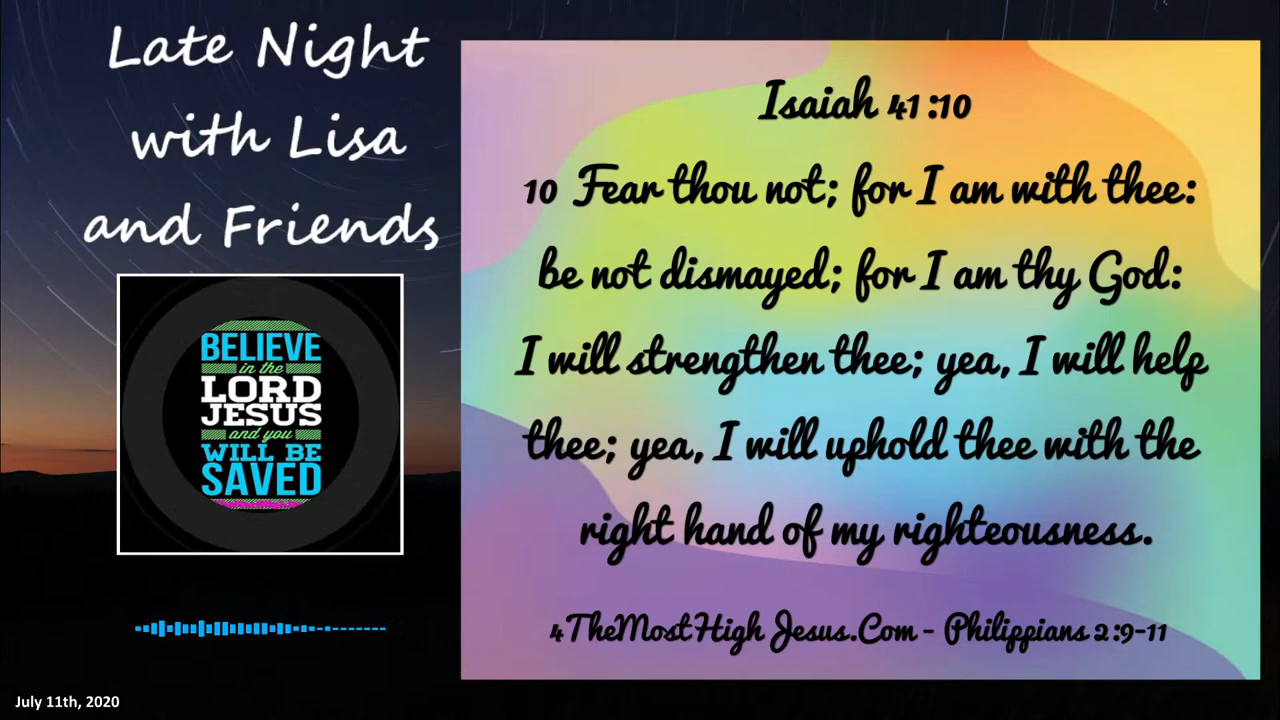 Late Night
with Lisa
and Friends
BELIEVE
in the
LORD
JESUS
and you
WILL BE
SAVED
July 11th, 2020
Isaiah 41:10
10 Fear thou not; for I am with thee:
be not dismayed; for I am thy God:
I will strengthen thee; yea, I will help
thee; yea, I will uphold thee with the
right hand of my righteousness.
4TheMostHigh Jesus.Com - Philippians 2:9-11